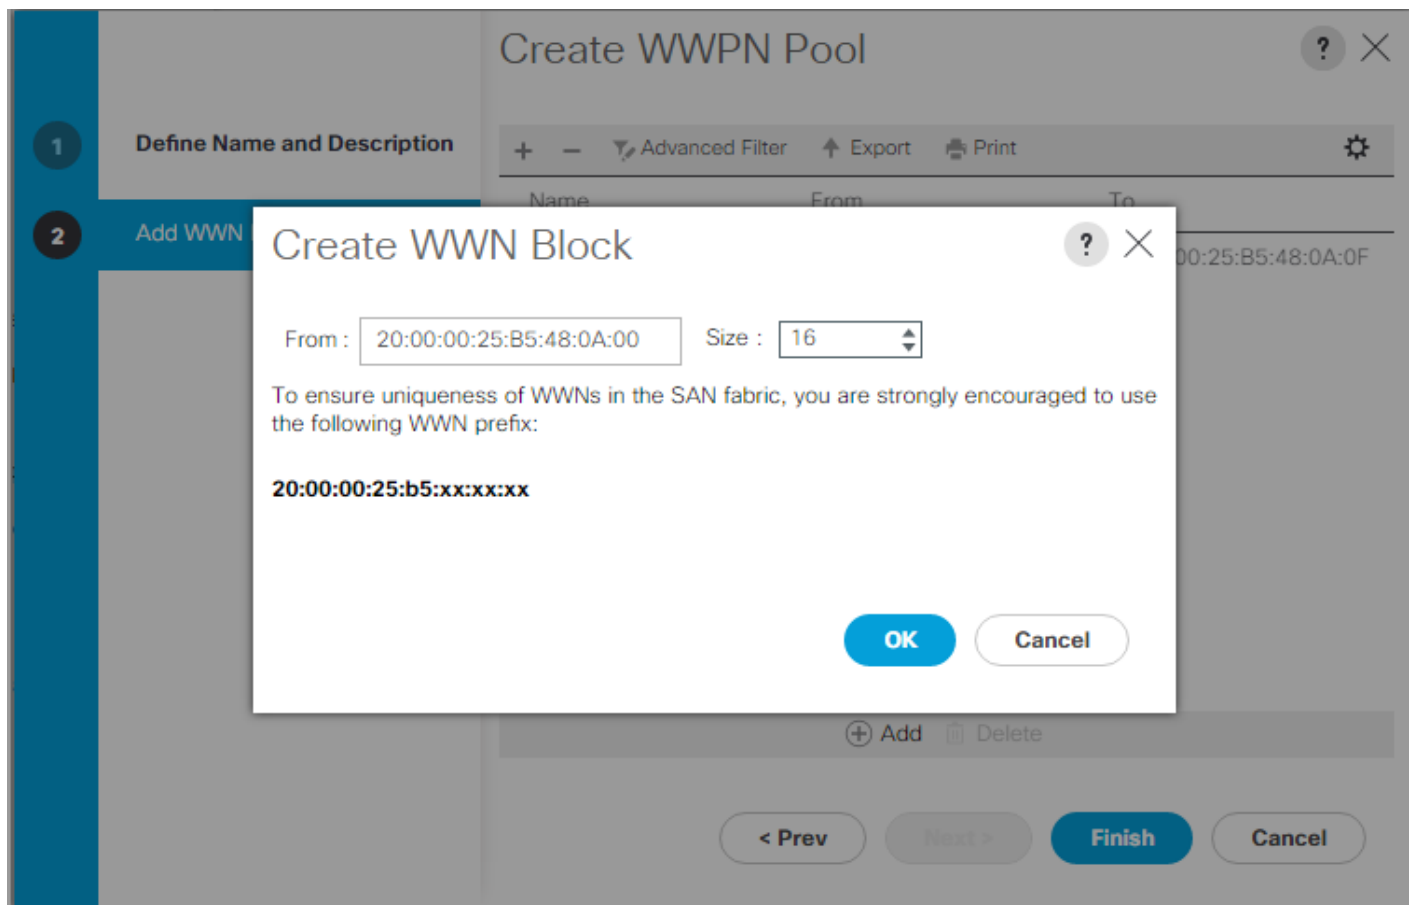 Create WWPN Pool
?
1
Define Name and Description
+ − Advanced Filter Export Print
Name From To
2
Add WWN
Create WWN Block
?
00:25:B5:48:0A:0F
From : 20:00:00:25:B5:48:0A:00 Size : 16
To ensure uniqueness of WWNs in the SAN fabric, you are strongly encouraged to use
the following WWN prefix:
20:00:00:25:b5:xx:xx:xx
OK Cancel
Add Delete
< Prev Next > Finish Cancel